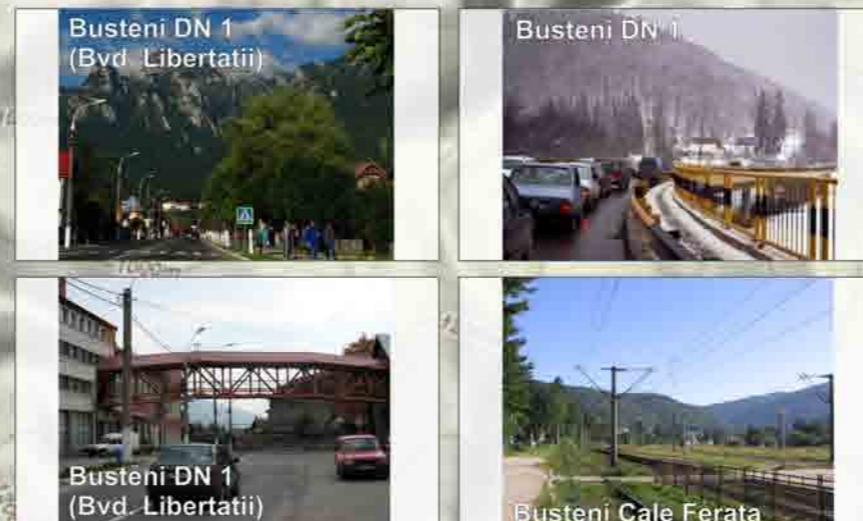 Busteni DN 1
(Bvd. Libertatii)
Busteni DN 1
Busteni DN 1
(Bvd. Libertatii)
Busteni Cale Ferata